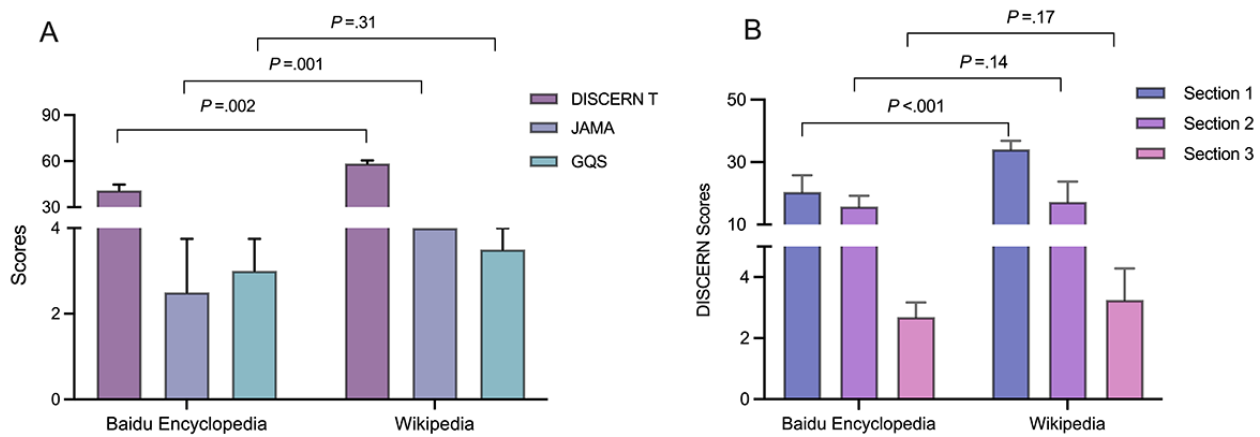 A
P=.31
P=.001
P=.002
90
60
30
4
2
0
Scores
DISCERN T
JAMA
GQS
Baidu Encyclopedia
Wikipedia
B
P=.17
P=.14
P<.001
50
30
10
4
2
0
DISCERN Scores
Section 1
Section 2
Section 3
Baidu Encyclopedia
Wikipedia